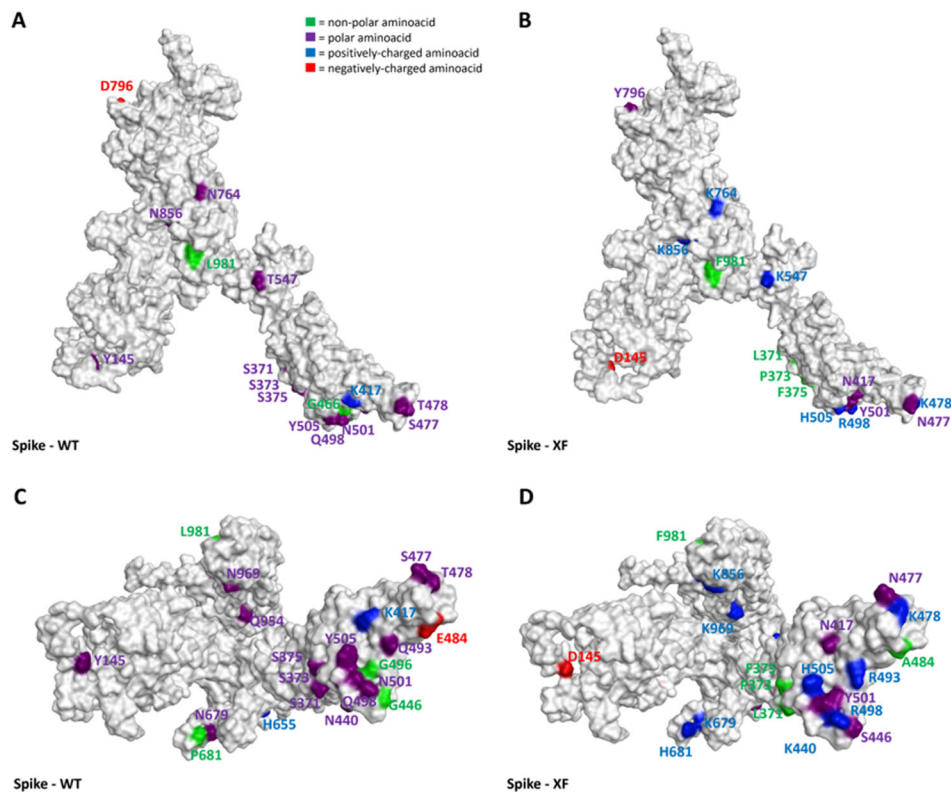 A
B
= non-polar aminoacid
= polar aminoacid
= positively-charged aminoacid
= negatively-charged aminoacid
D796
N764
N856
L981
T547
Y145
S371
S373
S375
K417
G466
T478
Y505
N501
S477
Q498
Spike - WT
Y796
K764
K856
F981
K547
D145
L371
P373
F375
N417
K478
H505
Y501
R498
N477
Spike - XF
C
D
L981
S477
T478
N969
K417
Q954
E484
Y505
Q493
Y145
S375
G496
S373
N501
S371
Q498
G446
N440
N679
H655
P681
Spike - WT
F981
K856
N477
K478
K969
N417
A484
D145
F375
H505
P373
R493
Y501
L371
R498
K679
K440
S446
H681
Spike - XF